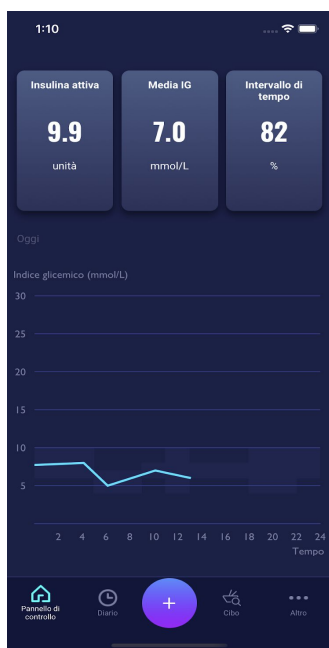 1:10
Insulina attiva
9.9
unità
Media IG
7.0
mmol/L
Intervallo di
tempo
82
%
Oggi
Indice glicemico (mmol/L)
30
25
20
15
10
5
2 4 6 8 10 12 14 16 18 20 22 24
Tempo
Pannello di
controllo
Diario
+
Cibo
Altro